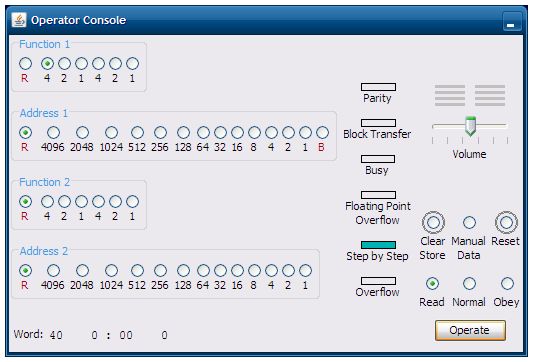 Operator Console
Function 1
R 4 2 1 4 2 1
Address 1
R 4096 2048 1024 512 256 128 64 32 16 8 4 2 1 B
Function 2
R 4 2 1 4 2 1
Address 2
R 4096 2048 1024 512 256 128 64 32 16 8 4 2 1
Word: 40 0 : 00 0
Parity
Block Transfer
Busy
Floating Point
Overflow
Step by Step
Overflow
Volume
Clear Manual Reset
Store Data
Read Normal Obey
Operate